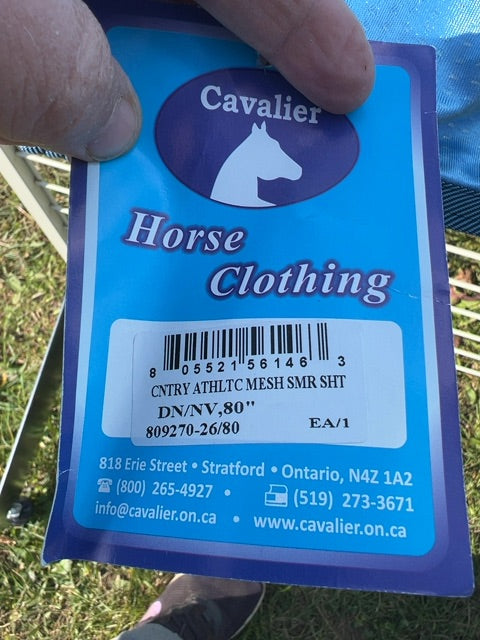 Cavalier
Horse
Clothing
8 05521 56146 3
CNTRY ATHLTC MESH SMR SHT
DN/NV,80"
809270-26/80 EA/1
818 Erie Street • Stratford • Ontario, N4Z 1A2
(800) 265-4927 • (519) 273-3671
info@cavalier.on.ca • www.cavalier.on.ca